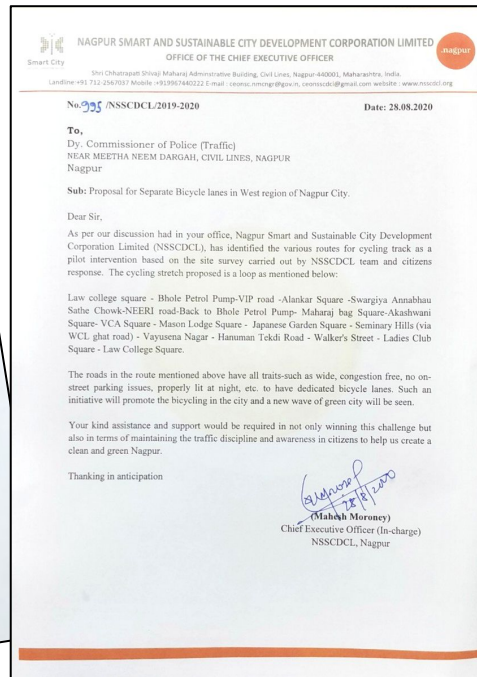 NAGPUR SMART AND SUSTAINABLE CITY DEVELOPMENT CORPORATION LIMITED
OFFICE OF THE CHIEF EXECUTIVE OFFICER
Smart City
.nagpur
Shri Chhatrapati Shivaji Maharaj Adminstrative Building, Civil Lines, Nagpur-440001, Maharashtra, India.
Landline:+91 712-2567037 Mobile :+919967440222 E-mail : ceonsc.nmcngr@gov.in, ceonsscdcl@gmail.com website : www.nsscdcl.org
No.995 /NSSCDCL/2019-2020 Date: 28.08.2020
To,
Dy. Commissioner of Police (Traffic)
NEAR MEETHA NEEM DARGAH, CIVIL LINES, NAGPUR
Nagpur
Sub: Proposal for Separate Bicycle lanes in West region of Nagpur City.
Dear Sir,
As per our discussion had in your office, Nagpur Smart and Sustainable City Development
Corporation Limited (NSSCDCL), has identified the various routes for cycling track as a
pilot intervention based on the site survey carried out by NSSCDCL team and citizens
response. The cycling stretch proposed is a loop as mentioned below:
Law college square - Bhole Petrol Pump-VIP road -Alankar Square -Swargiya Annabhau
Sathe Chowk-NEERI road-Back to Bhole Petrol Pump- Maharaj bag Square-Akashwani
Square- VCA Square - Mason Lodge Square - Japanese Garden Square - Seminary Hills (via
WCL ghat road) - Vayusena Nagar - Hanuman Tekdi Road - Walker's Street - Ladies Club
Square - Law College Square.
The roads in the route mentioned above have all traits-such as wide, congestion free, no on-
street parking issues, properly lit at night, etc. to have dedicated bicycle lanes. Such an
initiative will promote the bicycling in the city and a new wave of green city will be seen.
Your kind assistance and support would be required in not only winning this challenge but
also in terms of maintaining the traffic discipline and awareness in citizens to help us create a
clean and green Nagpur.
Thanking in anticipation
28/8/2020
(Mahesh Moroney)
Chief Executive Officer (In-charge)
NSSCDCL, Nagpur